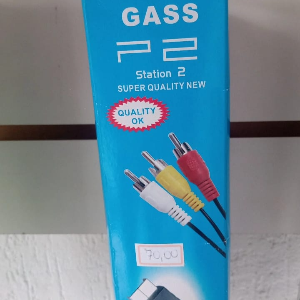 GASS
P2
Station 2
SUPER QUALITY NEW
QUALITY
OK
70,00